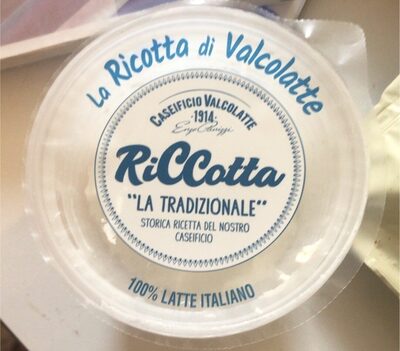 La Ricotta di Valcolatte
CASEIFICIO VALCOLATTE
1914
RiCCotta
"LA TRADIZIONALE"
STORICA RICETTA DEL NOSTRO
CASEIFICIO
100% LATTE ITALIANO